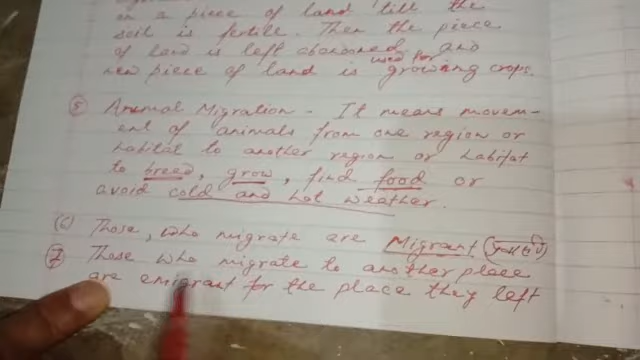 on a piece of land till the
soil is fertile. Then the piece
of land is left abandoned and
new piece of land is used for growing crops.
⑤ Animal Migration - It means movem-
ent of animals from one region or
habitat to another region or habitat
to breed, grow, find food or
avoid cold and hot weather.
(6) Those, who migrate are Migrant
⑦ Those who migrate to another place
are emigrant for the place they left